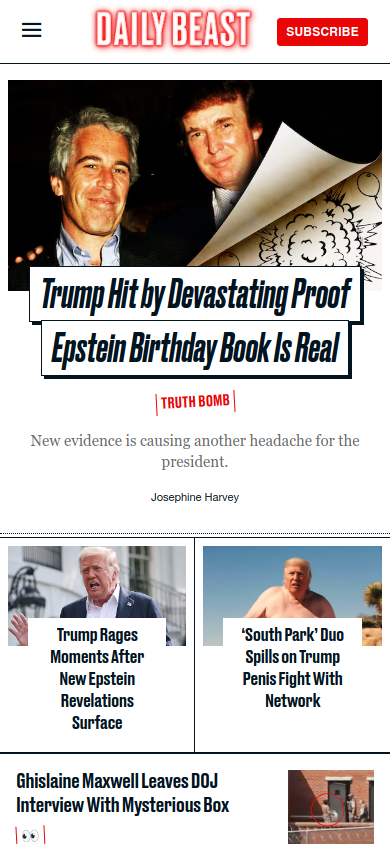 DAILY BEAST
SUBSCRIBE
Trump Hit by Devastating Proof
Epstein Birthday Book Is Real
TRUTH BOMB
New evidence is causing another headache for the
president.
Josephine Harvey
Trump Rages
Moments After
New Epstein
Revelations
Surface
‘South Park’ Duo
Spills on Trump
Penis Fight With
Network
Ghislaine Maxwell Leaves DOJ
Interview With Mysterious Box
👀